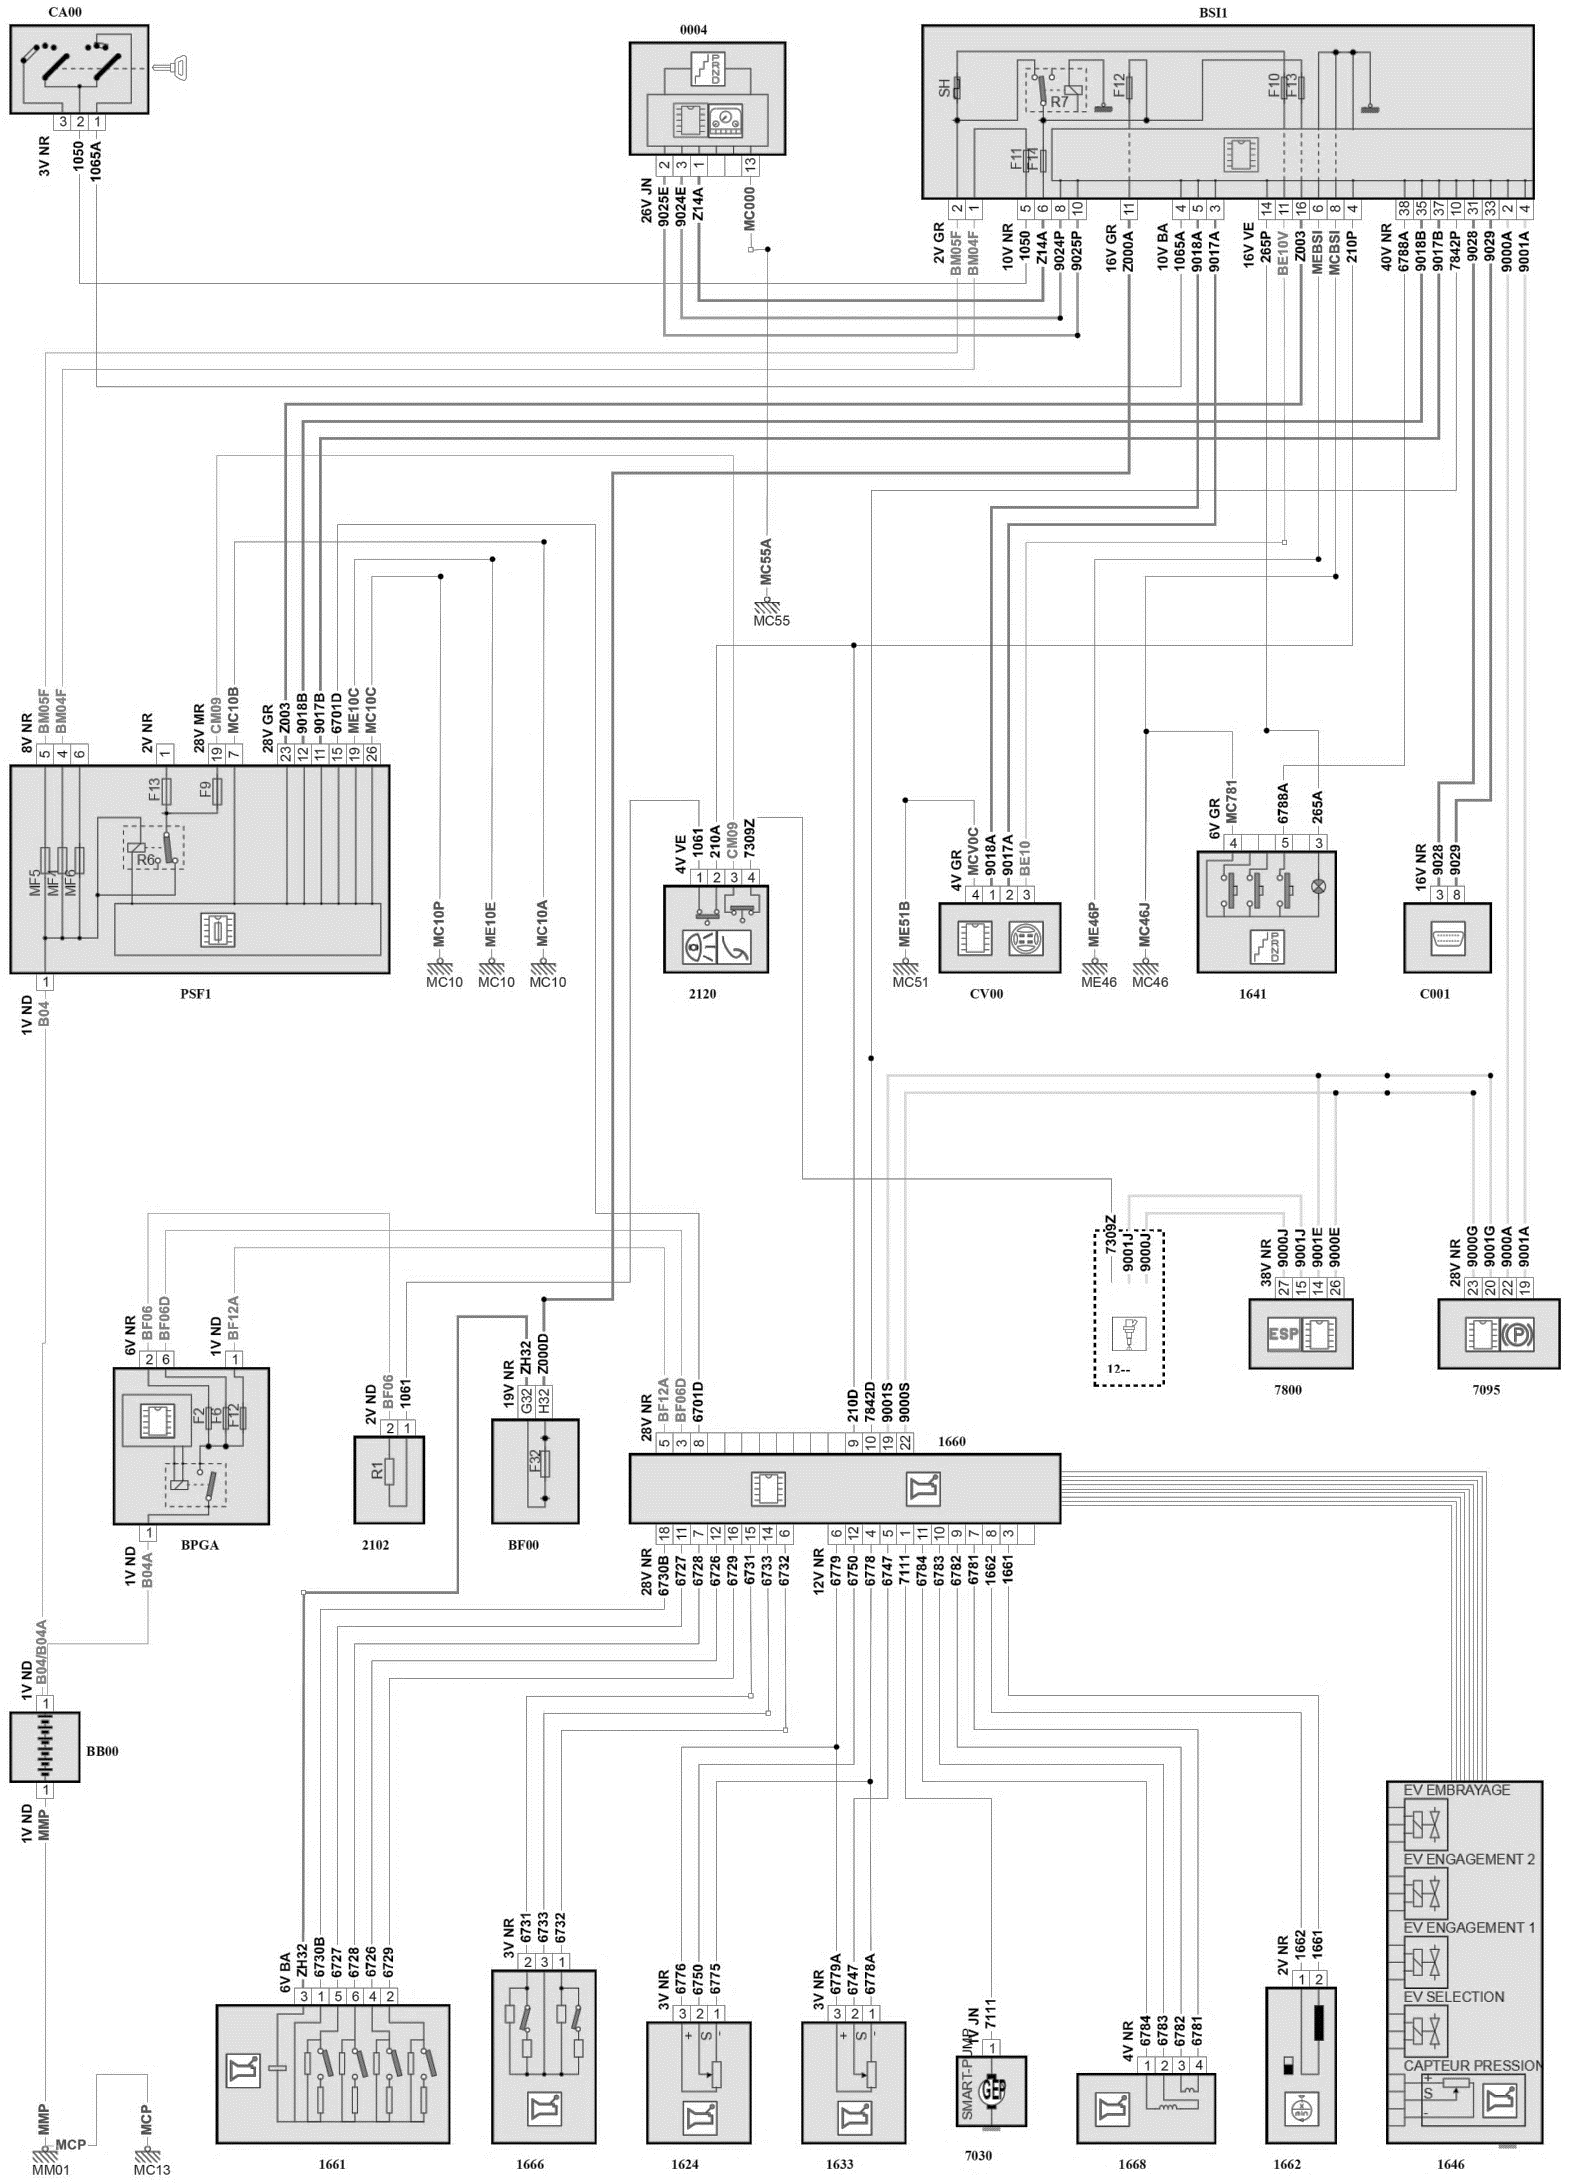 CA00
3 2 1
3V NR
1050
1065A
0004
PRND
2 3 1 13
26V JN
9025E
9024E
Z14A
MC000
BSI1
SH
R7
F12
F10
F13
F11
F14
2 1 5 6 8 10 11 4 5 3 14 11 16 6 8 4 38 35 37 10 31 33 2 4
2V GR
BM05F
BM04F
10V NR
1050
Z14A
9024P
9025P
16V GR
Z000A
10V BA
1065A
9018A
9017A
16V VE
265P
BE10V
Z003
MEBSI
MCBSI
210P
40V NR
6788A
9018B
9017B
7842P
9028
9029
9000A
9001A
MC55A
MC55
8V NR
BM05F
BM04F
2V NR
28V MR
CM09
MC10B
28V GR
Z003
9018B
9017B
6701D
ME10C
MC10C
5 4 6 1 19 7 23 12 11 15 19 26
F13
F9
R6
MF5
MF4
MF6
1
PSF1
1V ND
B04
MC10P
ME10E
MC10A
MC10
MC10
MC10
4V VE
1061
210A
CM09
7309Z
1 2 3 4
2120
ME51B
MC51
4V GR
MCV0C
9018A
9017A
BE10
4 1 2 3
CV00
ME46P
ME46
MC46J
MC46
6V GR
MC781
6788A
265A
4 5 3
PRND
1641
16V NR
9028
9029
3 8
C001
7309Z
9001J
9000J
12--
38V NR
9000J
9001J
9001E
9000E
27 15 14 26
ESP
7800
28V NR
9000G
9001G
9000A
9001A
23 20 22 19
P
7095
6V NR
BF06
BF06D
1V ND
BF12A
2 6 1
F2
F6
F12
1
BPGA
1V ND
B04A
2V ND
BF06
1061
2 1
R1
2102
19V NR
ZH32
Z000D
G32 H32
F32
BF00
28V NR
BF12A
BF06D
6701D
210D
7842D
9001S
9000S
5 3 8 9 10 19 22
1660
18 11 7 12 16 15 14 6 6 12 4 5 1 11 10 9 7 8 3
28V NR
6730B
6727
6728
6726
6729
6731
6733
6732
12V NR
6779
6750
6778
6747
7111
6784
6783
6782
6781
1662
1661
1V ND
B04/B04A
1
BB00
1
1V ND
MMP
MMP
MCP
MCP
MM01
MC13
6V BA
ZH32
6730B
6727
6728
6726
6729
3 1 5 6 4 2
1661
3V NR
6731
6733
6732
2 3 1
1666
3V NR
6776
6750
6775
3 2 1
+ S -
1624
3V NR
6779A
6747
6778A
3 2 1
+ S -
1633
1V JN
7111
1
SMART-PUMP
7030
4V NR
6784
6783
6782
6781
1 2 3 4
1668
2V NR
1662
1661
1 2
x
min
1662
EV EMBRAYAGE
EV ENGAGEMENT 2
EV ENGAGEMENT 1
EV SELECTION
CAPTEUR PRESSION
+
S
-
1646